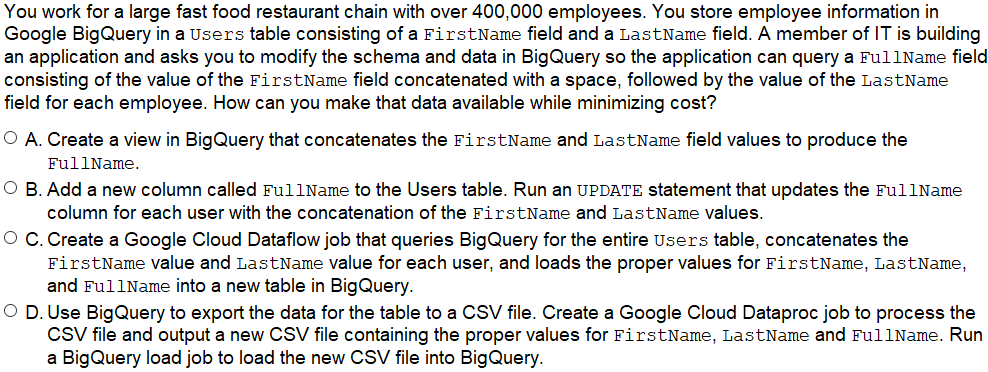 You work for a large fast food restaurant chain with over 400,000 employees. You store employee information in
Google BigQuery in a Users table consisting of a FirstName field and a LastName field. A member of IT is building
an application and asks you to modify the schema and data in BigQuery so the application can query a FullName field
consisting of the value of the FirstName field concatenated with a space, followed by the value of the LastName
field for each employee. How can you make that data available while minimizing cost?
A. Create a view in BigQuery that concatenates the FirstName and LastName field values to produce the
FullName.
B. Add a new column called FullName to the Users table. Run an UPDATE statement that updates the FullName
column for each user with the concatenation of the FirstName and LastName values.
C. Create a Google Cloud Dataflow job that queries BigQuery for the entire Users table, concatenates the
FirstName value and LastName value for each user, and loads the proper values for FirstName, LastName,
and FullName into a new table in BigQuery.
D. Use BigQuery to export the data for the table to a CSV file. Create a Google Cloud Dataproc job to process the
CSV file and output a new CSV file containing the proper values for FirstName, LastName and FullName. Run
a BigQuery load job to load the new CSV file into BigQuery.